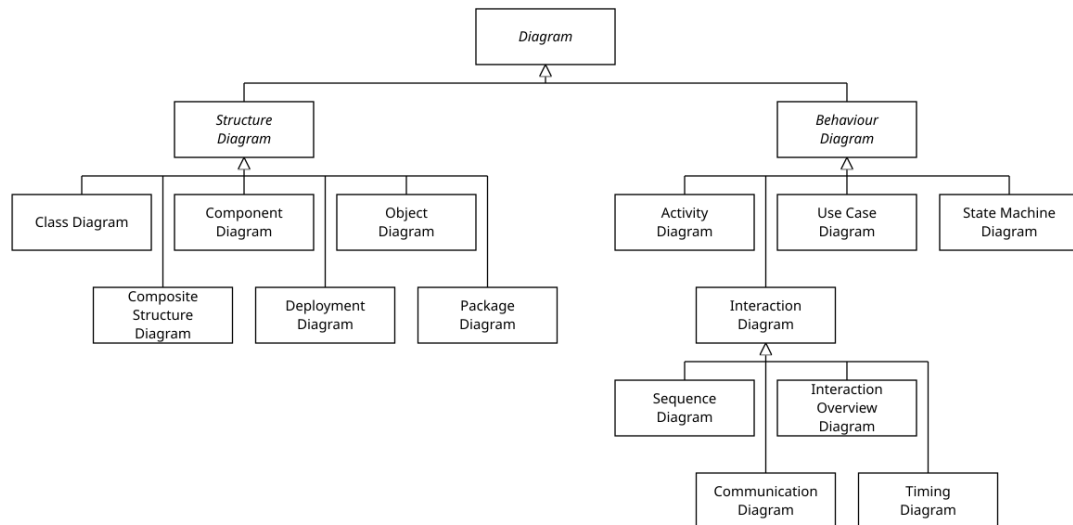 Diagram
Structure
Diagram
Behaviour
Diagram
Class Diagram
Component
Diagram
Object
Diagram
Activity
Diagram
Use Case
Diagram
State Machine
Diagram
Composite
Structure
Diagram
Deployment
Diagram
Package
Diagram
Interaction
Diagram
Sequence
Diagram
Interaction
Overview
Diagram
Communication
Diagram
Timing
Diagram